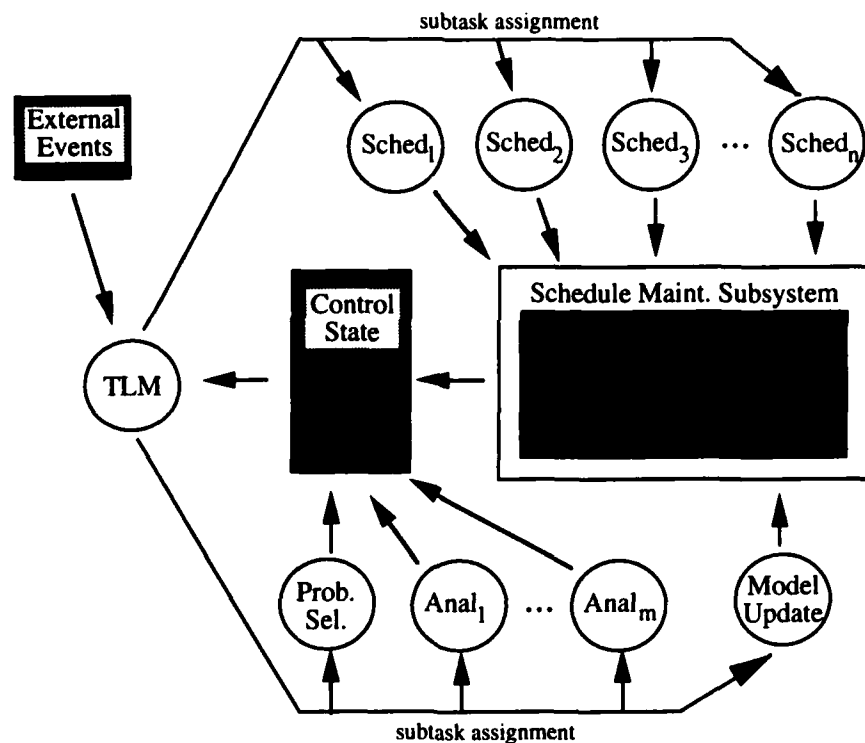 subtask assignment
External
Events
Sched1
Sched2
Sched3
...
Schedn
Schedule Maint. Subsystem
Control
State
TLM
Prob.
Sel.
Anal1
...
Analm
Model
Update
subtask assignment